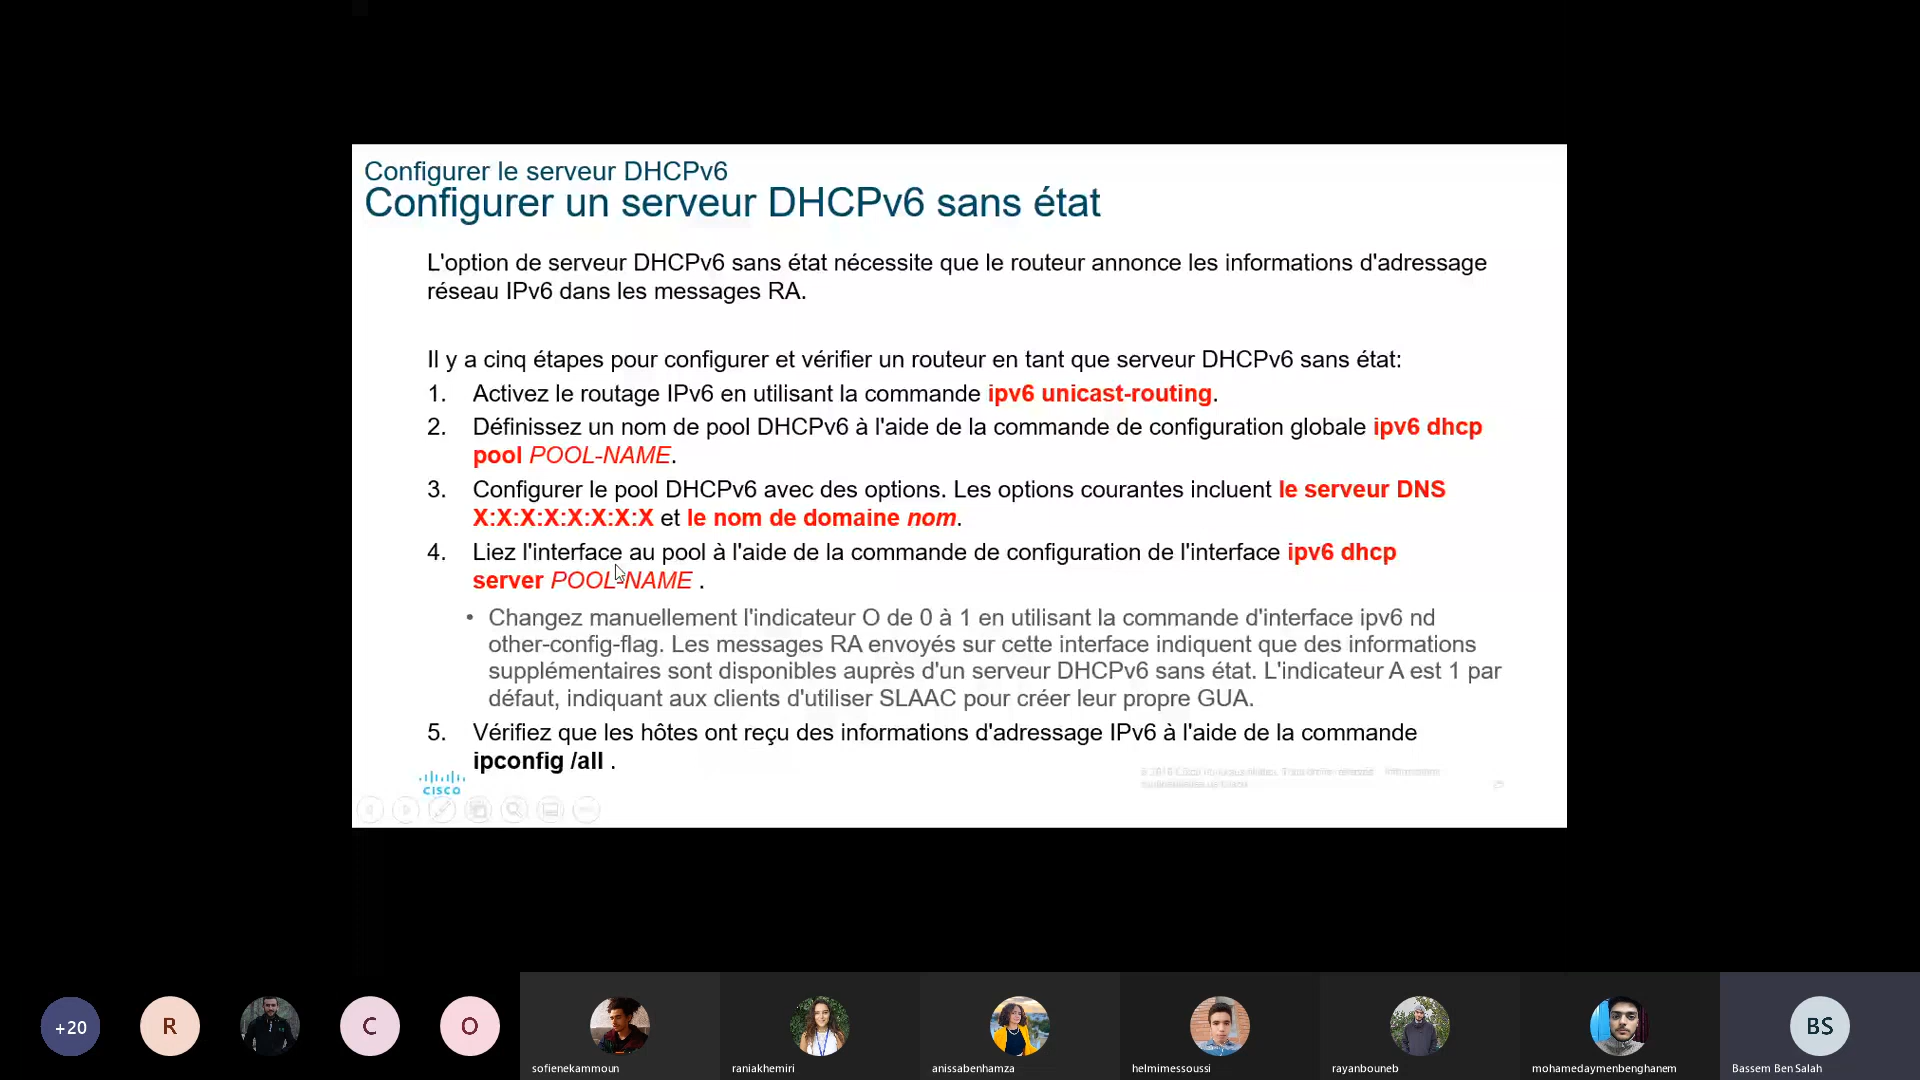 Configurer le serveur DHCPv6
Configurer un serveur DHCPv6 sans état
L'option de serveur DHCPv6 sans état nécessite que le routeur annonce les informations d'adressage
réseau IPv6 dans les messages RA.
Il y a cinq étapes pour configurer et vérifier un routeur en tant que serveur DHCPv6 sans état:
1. Activez le routage IPv6 en utilisant la commande ipv6 unicast-routing.
2. Définissez un nom de pool DHCPv6 à l'aide de la commande de configuration globale ipv6 dhcp
pool POOL-NAME.
3. Configurer le pool DHCPv6 avec des options. Les options courantes incluent le serveur DNS
X:X:X:X:X:X:X:X et le nom de domaine nom.
4. Liez l'interface au pool à l'aide de la commande de configuration de l'interface ipv6 dhcp
server POOL-NAME .
• Changez manuellement l'indicateur O de 0 à 1 en utilisant la commande d'interface ipv6 nd
other-config-flag. Les messages RA envoyés sur cette interface indiquent que des informations
supplémentaires sont disponibles auprès d'un serveur DHCPv6 sans état. L'indicateur A est 1 par
défaut, indiquant aux clients d'utiliser SLAAC pour créer leur propre GUA.
5. Vérifiez que les hôtes ont reçu des informations d'adressage IPv6 à l'aide de la commande
ipconfig /all .
CISCO
+20
R
C
O
BS
sofienekammoun
raniakhemiri
anissabenhamza
helmimessoussi
rayanbouneb
mohamedaymenbenghanem
Bassem Ben Salah